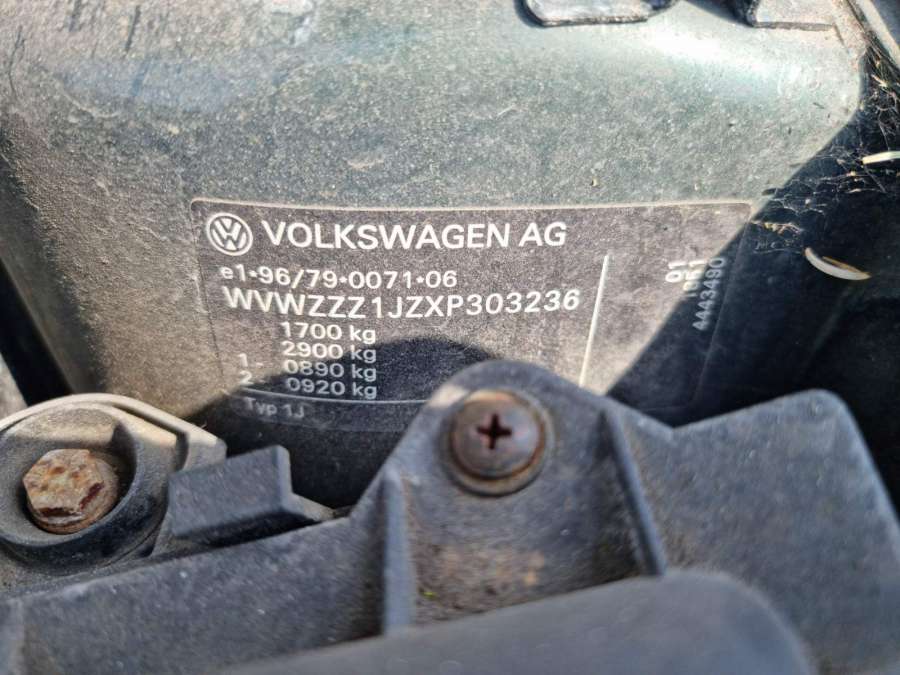 VOLKSWAGEN AG
e1*96/79*0071*06
WVWZZZ1JZXP303236
1700 kg
2900 kg
1 - 0890 kg
2 - 0920 kg
Typ 1J
4443490